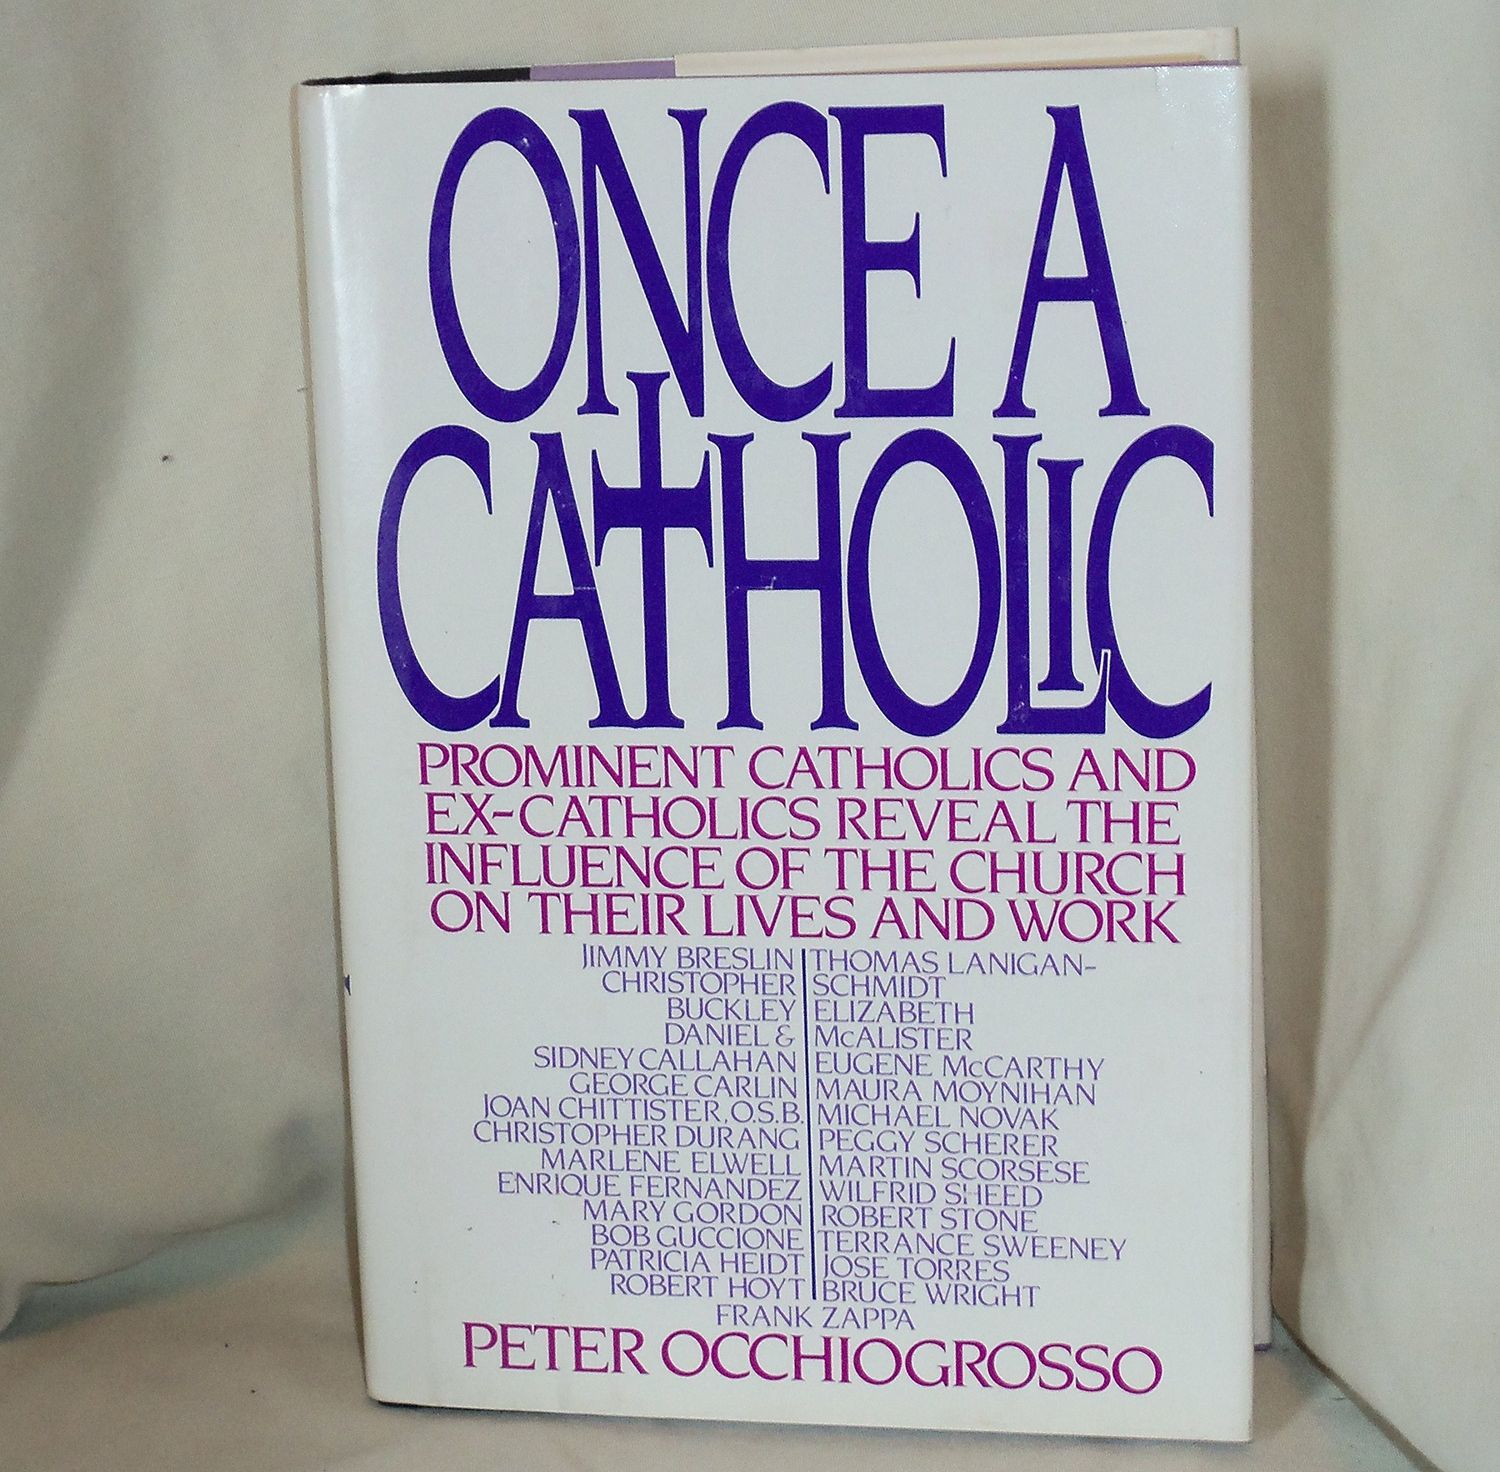 ONCE A
CATHOLIC
PROMINENT CATHOLICS AND
EX-CATHOLICS REVEAL THE
INFLUENCE OF THE CHURCH
ON THEIR LIVES AND WORK
JIMMY BRESLIN
CHRISTOPHER
BUCKLEY
DANIEL &
SIDNEY CALLAHAN
GEORGE CARLIN
JOAN CHITTISTER, O.S.B.
CHRISTOPHER DURANG
MARLENE ELWELL
ENRIQUE FERNANDEZ
MARY GORDON
BOB GUCCIONE
PATRICIA HEIDT
ROBERT HOYT
THOMAS LANIGAN-
SCHMIDT
ELIZABETH
McALISTER
EUGENE McCARTHY
MAURA MOYNIHAN
MICHAEL NOVAK
PEGGY SCHERER
MARTIN SCORSESE
WILFRID SHEED
ROBERT STONE
TERRANCE SWEENEY
JOSE TORRES
BRUCE WRIGHT
FRANK ZAPPA
PETER OCCHIOGROSSO